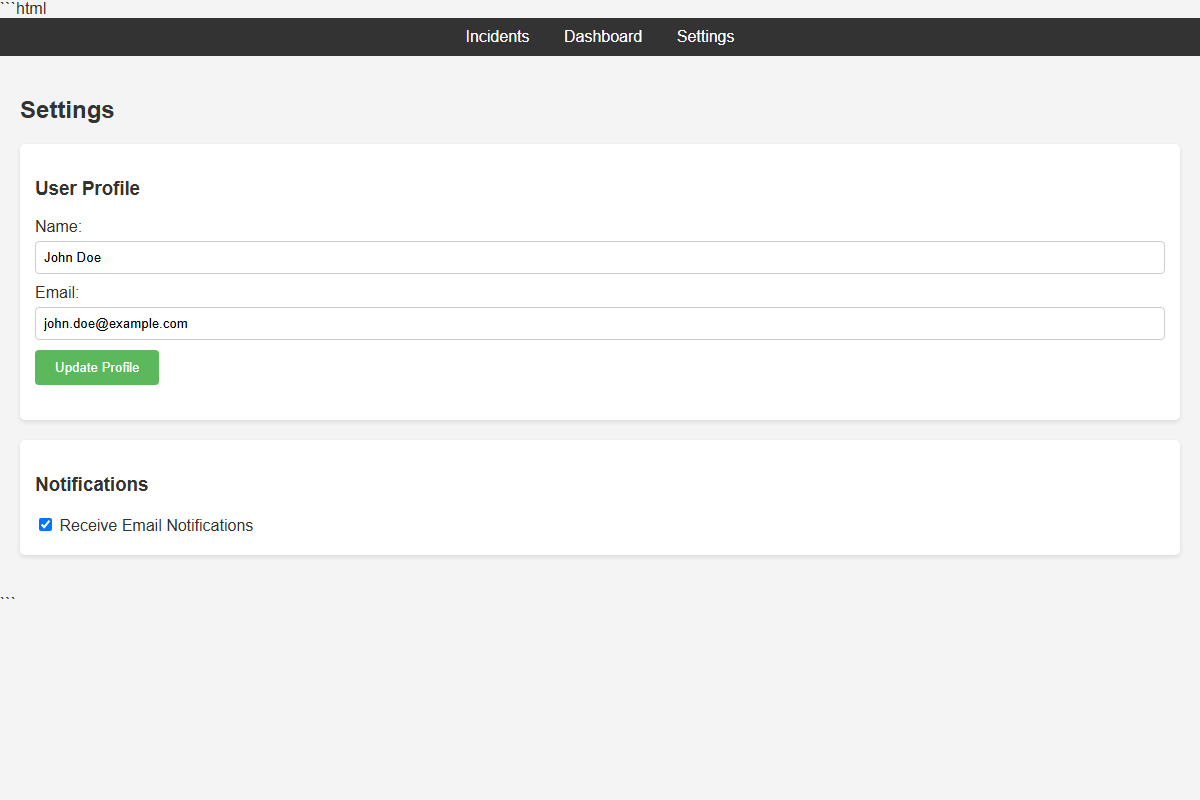 ```html
Incidents Dashboard Settings
Settings
User Profile
Name:
John Doe
Email:
john.doe@example.com
Update Profile
Notifications
Receive Email Notifications
```